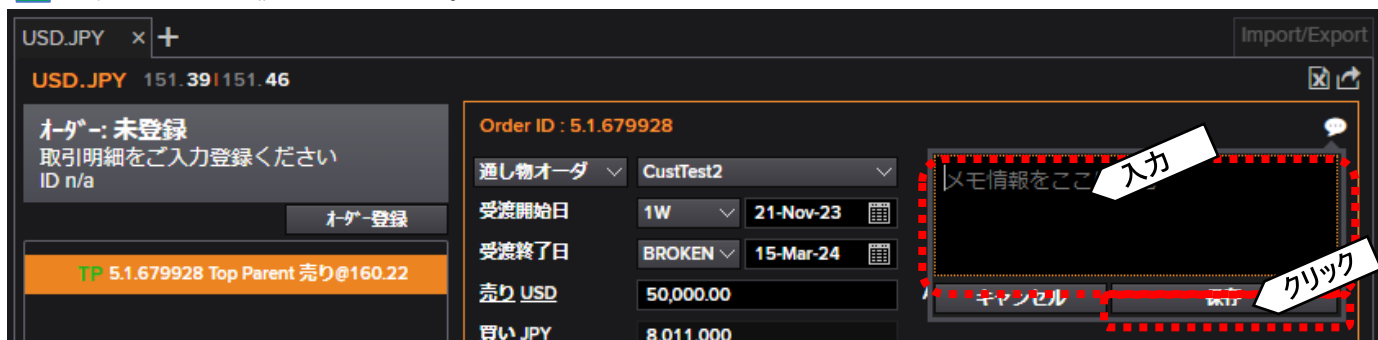 USD.JPY × +
Import/Export
USD.JPY 151.39 151.46
オーダー: 未登録
取引明細をご入力登録ください
ID n/a
オーダー登録
TP 5.1.679928 Top Parent 売り@160.22
Order ID : 5.1.679928
通し物オーダ CustTest2
受渡開始日 1W 21-Nov-23
受渡終了日 BROKEN 15-Mar-24
売り USD 50,000.00
買い JPY 8,011,000
メモ情報をここ
入力
キャンセル 保存
クリック